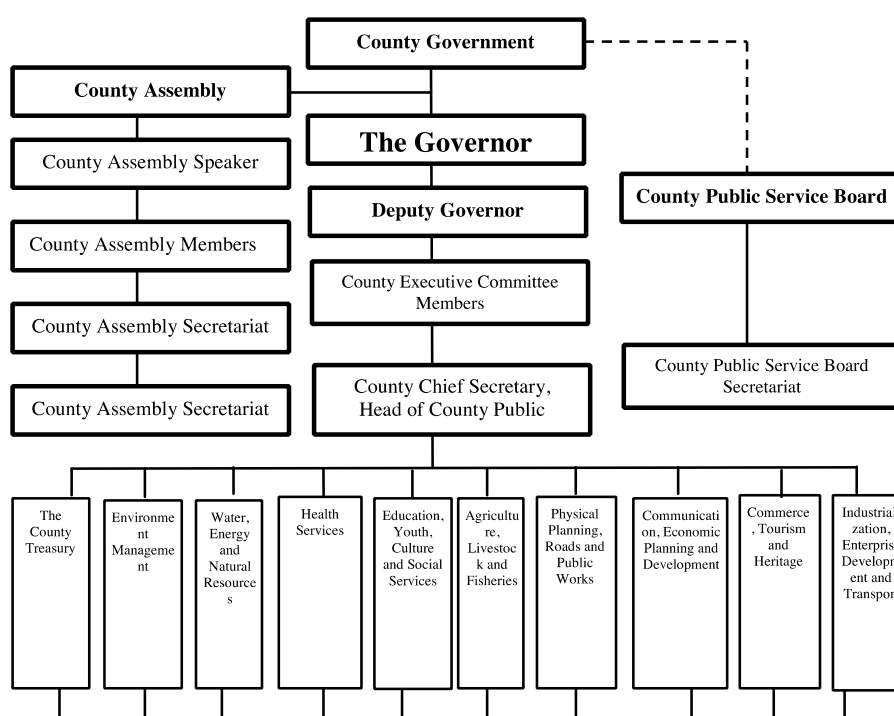 County Government
County Assembly
The Governor
County Assembly Speaker
County Public Service Board
Deputy Governor
County Assembly Members
County Executive Committee
Members
County Assembly Secretariat
County Public Service Board
Secretariat
County Chief Secretary,
Head of County Public
County Assembly Secretariat
The
County
Treasury
Environme
nt
Manageme
nt
Water,
Energy
and
Natural
Resource
s
Health
Services
Education,
Youth,
Culture
and Social
Services
Agricultu
re,
Livestoc
k and
Fisheries
Physical
Planning,
Roads and
Public
Works
Communicati
on, Economic
Planning and
Development
Commerce
, Tourism
and
Heritage
Industrial
zation,
Enterpris
Developm
ent and
Transpor